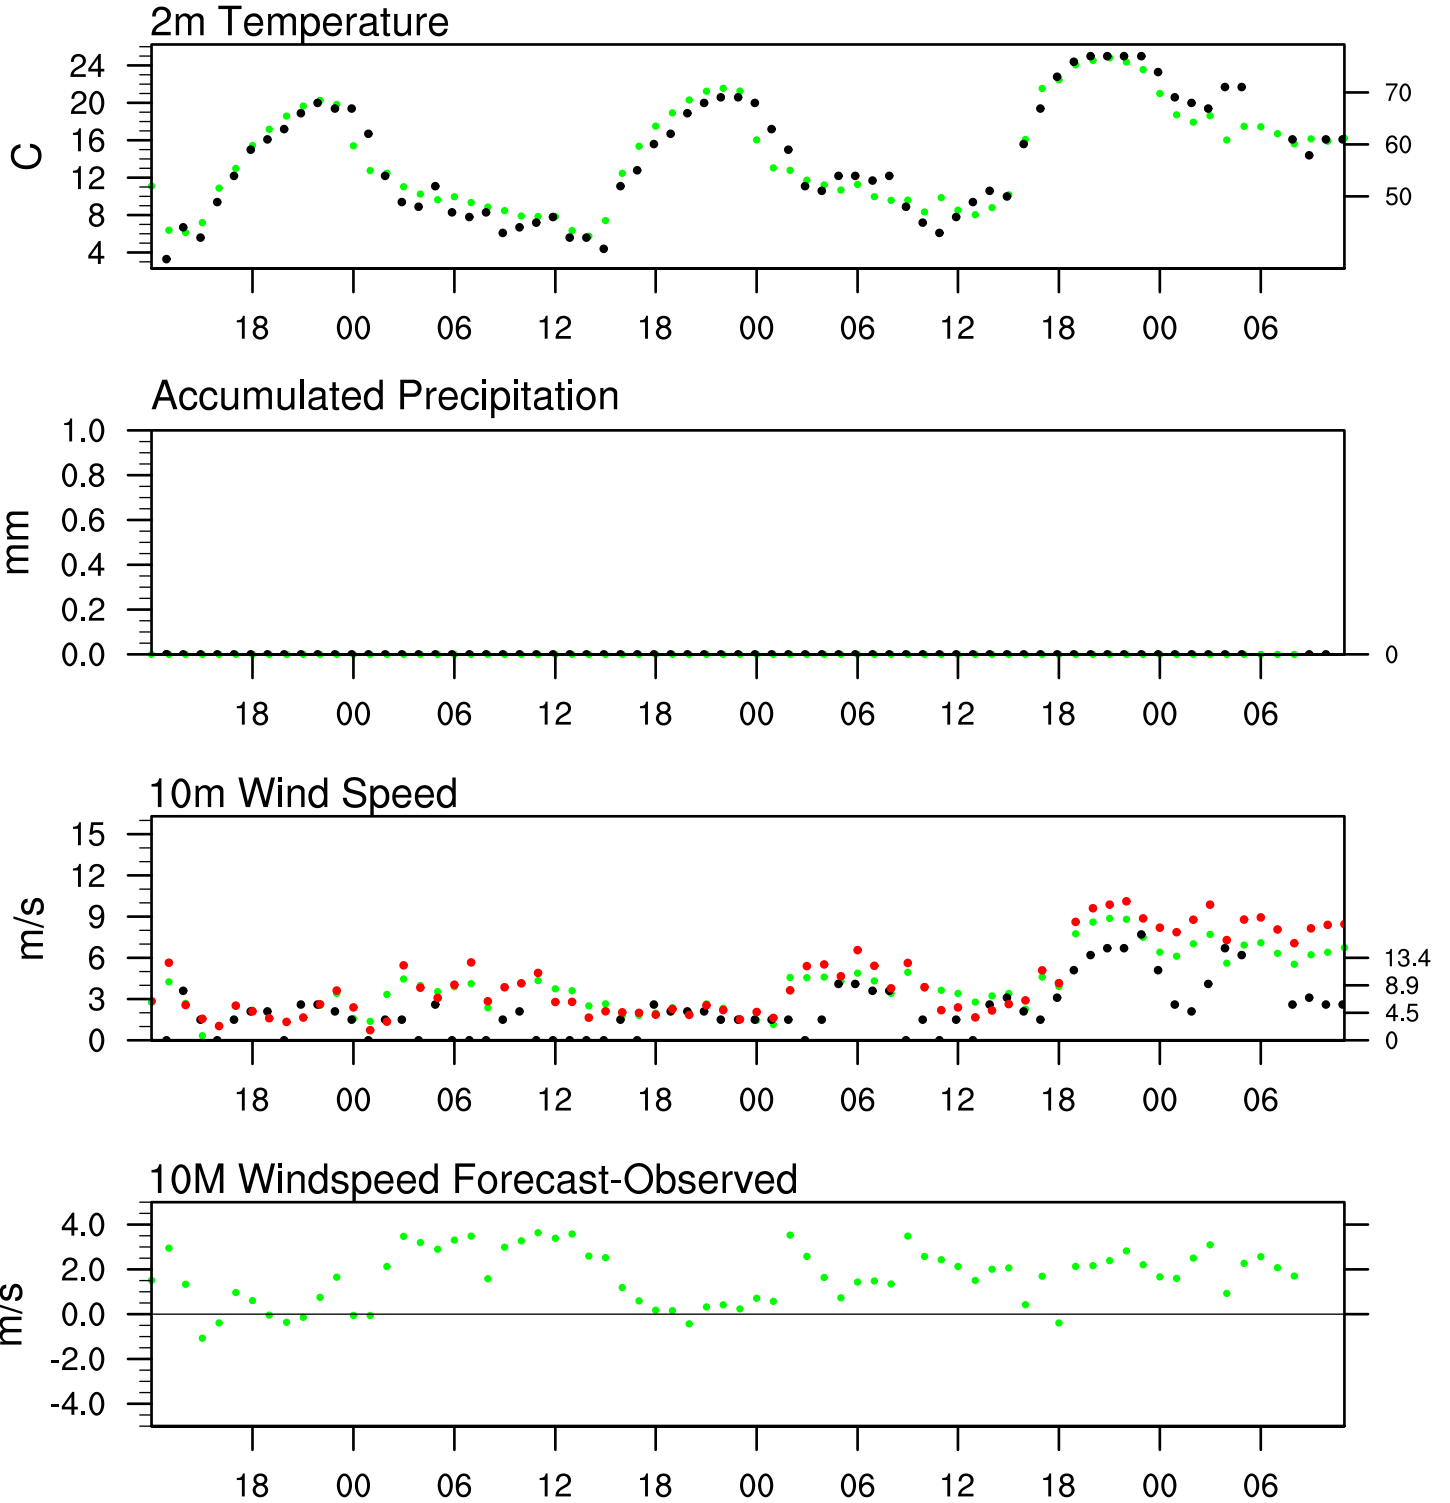 2m Temperature
24
20
16
12
8
4
C
70
60
50
18 00 06 12 18 00 06 12 18 00 06
Accumulated Precipitation
1.0
0.8
0.6
0.4
0.2
0.0
mm
0
18 00 06 12 18 00 06 12 18 00 06
10m Wind Speed
15
12
9
6
3
0
m/s
13.4
8.9
4.5
0
18 00 06 12 18 00 06 12 18 00 06
10M Windspeed Forecast-Observed
4.0
2.0
0.0
-2.0
-4.0
m/s
18 00 06 12 18 00 06 12 18 00 06